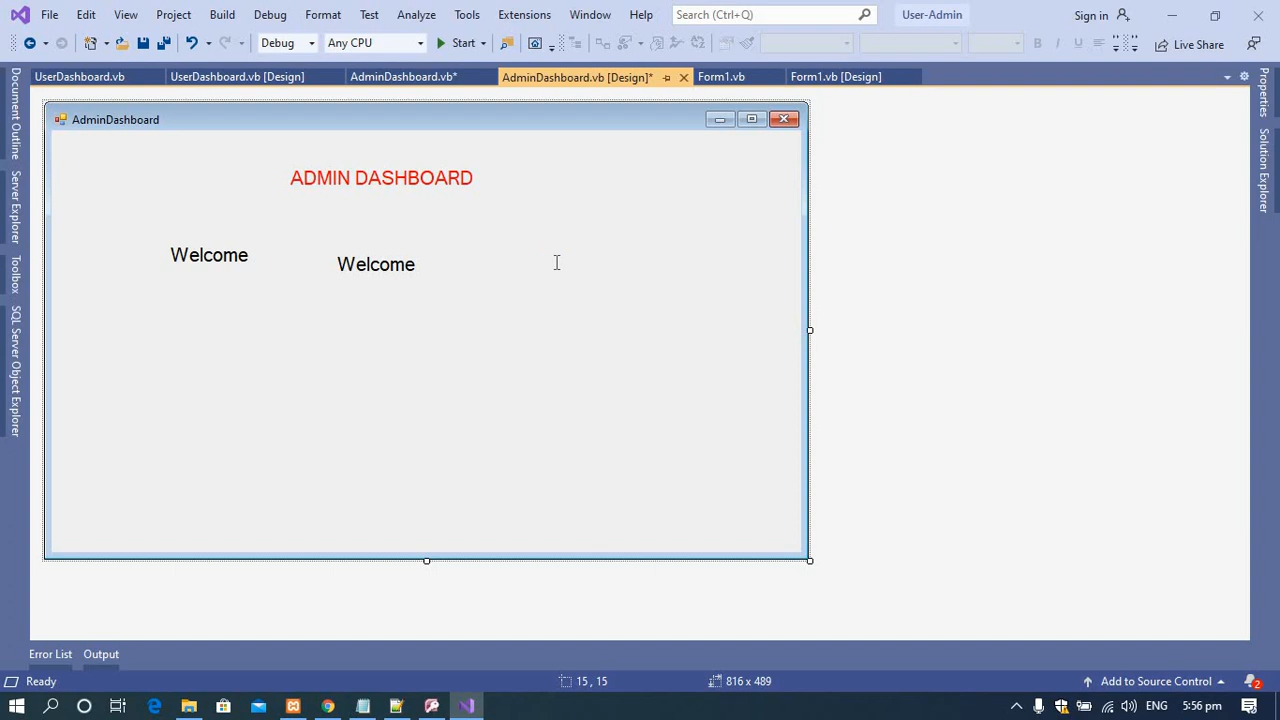 File Edit View Project Build Debug Format Test Analyze Tools Extensions Window Help Search (Ctrl+Q) User-Admin Sign in
Debug Any CPU Start B I U Live Share
UserDashboard.vb UserDashboard.vb [Design] AdminDashboard.vb* AdminDashboard.vb [Design]* Form1.vb Form1.vb [Design]
Document Outline
Server Explorer
Toolbox
SQL Server Object Explorer
AdminDashboard
ADMIN DASHBOARD
Welcome
Welcome
Properties
Solution Explorer
Error List Output
Ready 15 , 15 816 x 489 Add to Source Control 2
ENG 5:56 pm